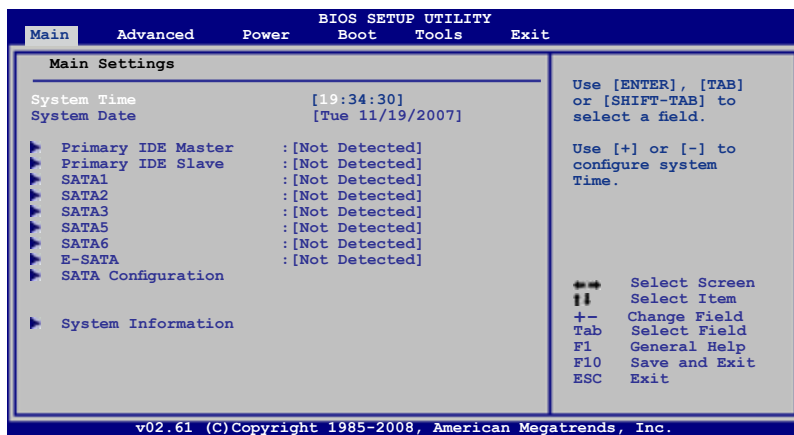 BIOS SETUP UTILITY
Main Advanced Power Boot Tools Exit
Main Settings
System Time [19:34:30]
System Date [Tue 11/19/2007]
Primary IDE Master :[Not Detected]
Primary IDE Slave :[Not Detected]
SATA1 :[Not Detected]
SATA2 :[Not Detected]
SATA3 :[Not Detected]
SATA5 :[Not Detected]
SATA6 :[Not Detected]
E-SATA :[Not Detected]
SATA Configuration
System Information
Use [ENTER], [TAB]
or [SHIFT-TAB] to
select a field.
Use [+] or [-] to
configure system
Time.
←→ Select Screen
↑↓ Select Item
+- Change Field
Tab Select Field
F1 General Help
F10 Save and Exit
ESC Exit
v02.61 (C)Copyright 1985-2008, American Megatrends, Inc.